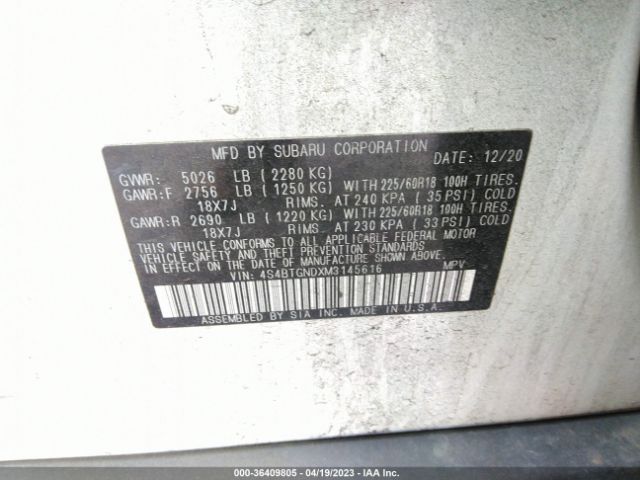 MFD BY SUBARU CORPORATION
DATE: 12/20
GVWR: 5026 LB (2280 KG)
GAWR:F 2756 LB (1250 KG) WITH 225/60R18 100H TIRES.
18X7J RIMS. AT 240 KPA ( 35 PSI) COLD
GAWR:R 2690 LB (1220 KG) WITH 225/60R18 100H TIRES.
18X7J RIMS. AT 230 KPA ( 33 PSI) COLD
THIS VEHICLE CONFORMS TO ALL APPLICABLE FEDERAL MOTOR
VEHICLE SAFETY AND THEFT PREVENTION STANDARDS
IN EFFECT ON THE DATE OF MANUFACTURE SHOWN ABOVE.
VIN: 4S4BTGNDXM3145616 MPV
ASSEMBLED BY SIA INC. MADE IN U.S.A.
000-36409805 - 04/19/2023 - IAA Inc.